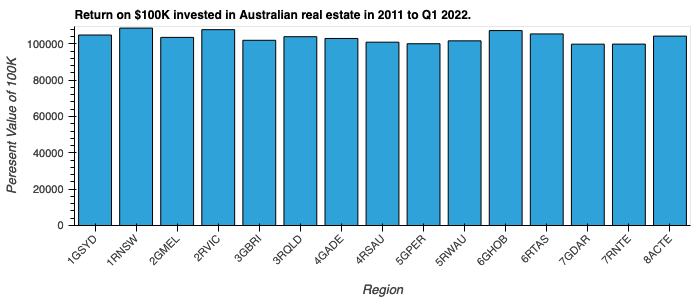 Return on $100K invested in Australian real estate in 2011 to Q1 2022.
Peresent Value of 100K
100000
80000
60000
40000
20000
0
1GSYD
1RNSW
2GMEL
2RVIC
3GBRI
3RQLD
4GADE
4RSAU
5GPER
5RWAU
6GHOB
6RTAS
7GDAR
7RNTE
8ACTE
Region